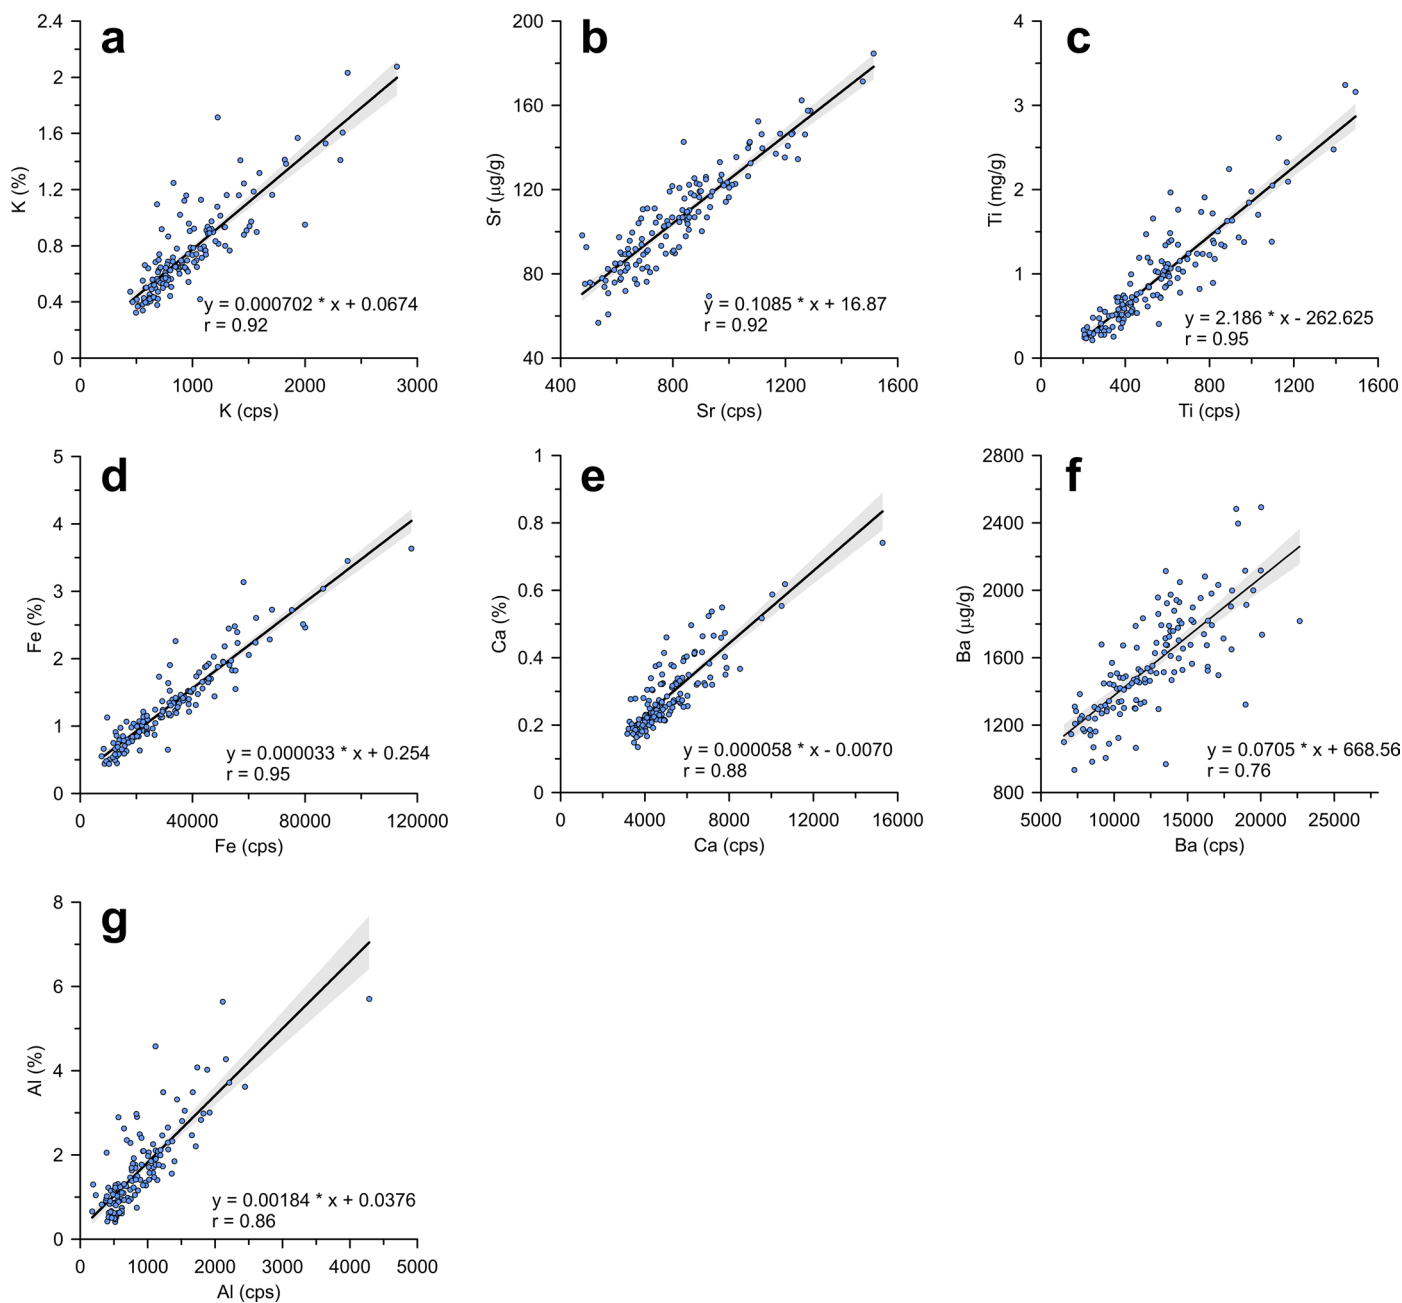 a
2.4
2
1.6
1.2
0.8
0.4
0
K (%)
y = 0.000702 * x + 0.0674
r = 0.92
0
1000
2000
3000
K (cps)
b
200
160
120
80
40
Sr (µg/g)
y = 0.1085 * x + 16.87
r = 0.92
400
800
1200
1600
Sr (cps)
c
4
3
2
1
0
Ti (mg/g)
y = 2.186 * x - 262.625
r = 0.95
0
400
800
1200
1600
Ti (cps)
d
5
4
3
2
1
0
Fe (%)
y = 0.000033 * x + 0.254
r = 0.95
0
40000
80000
120000
Fe (cps)
e
1
0.8
0.6
0.4
0.2
0
Ca (%)
y = 0.000058 * x - 0.0070
r = 0.88
0
4000
8000
12000
16000
Ca (cps)
f
2800
2400
2000
1600
1200
800
Ba (µg/g)
y = 0.0705 * x + 668.56
r = 0.76
5000
10000
15000
20000
25000
Ba (cps)
g
8
6
4
2
0
Al (%)
y = 0.00184 * x + 0.0376
r = 0.86
0
1000
2000
3000
4000
5000
Al (cps)